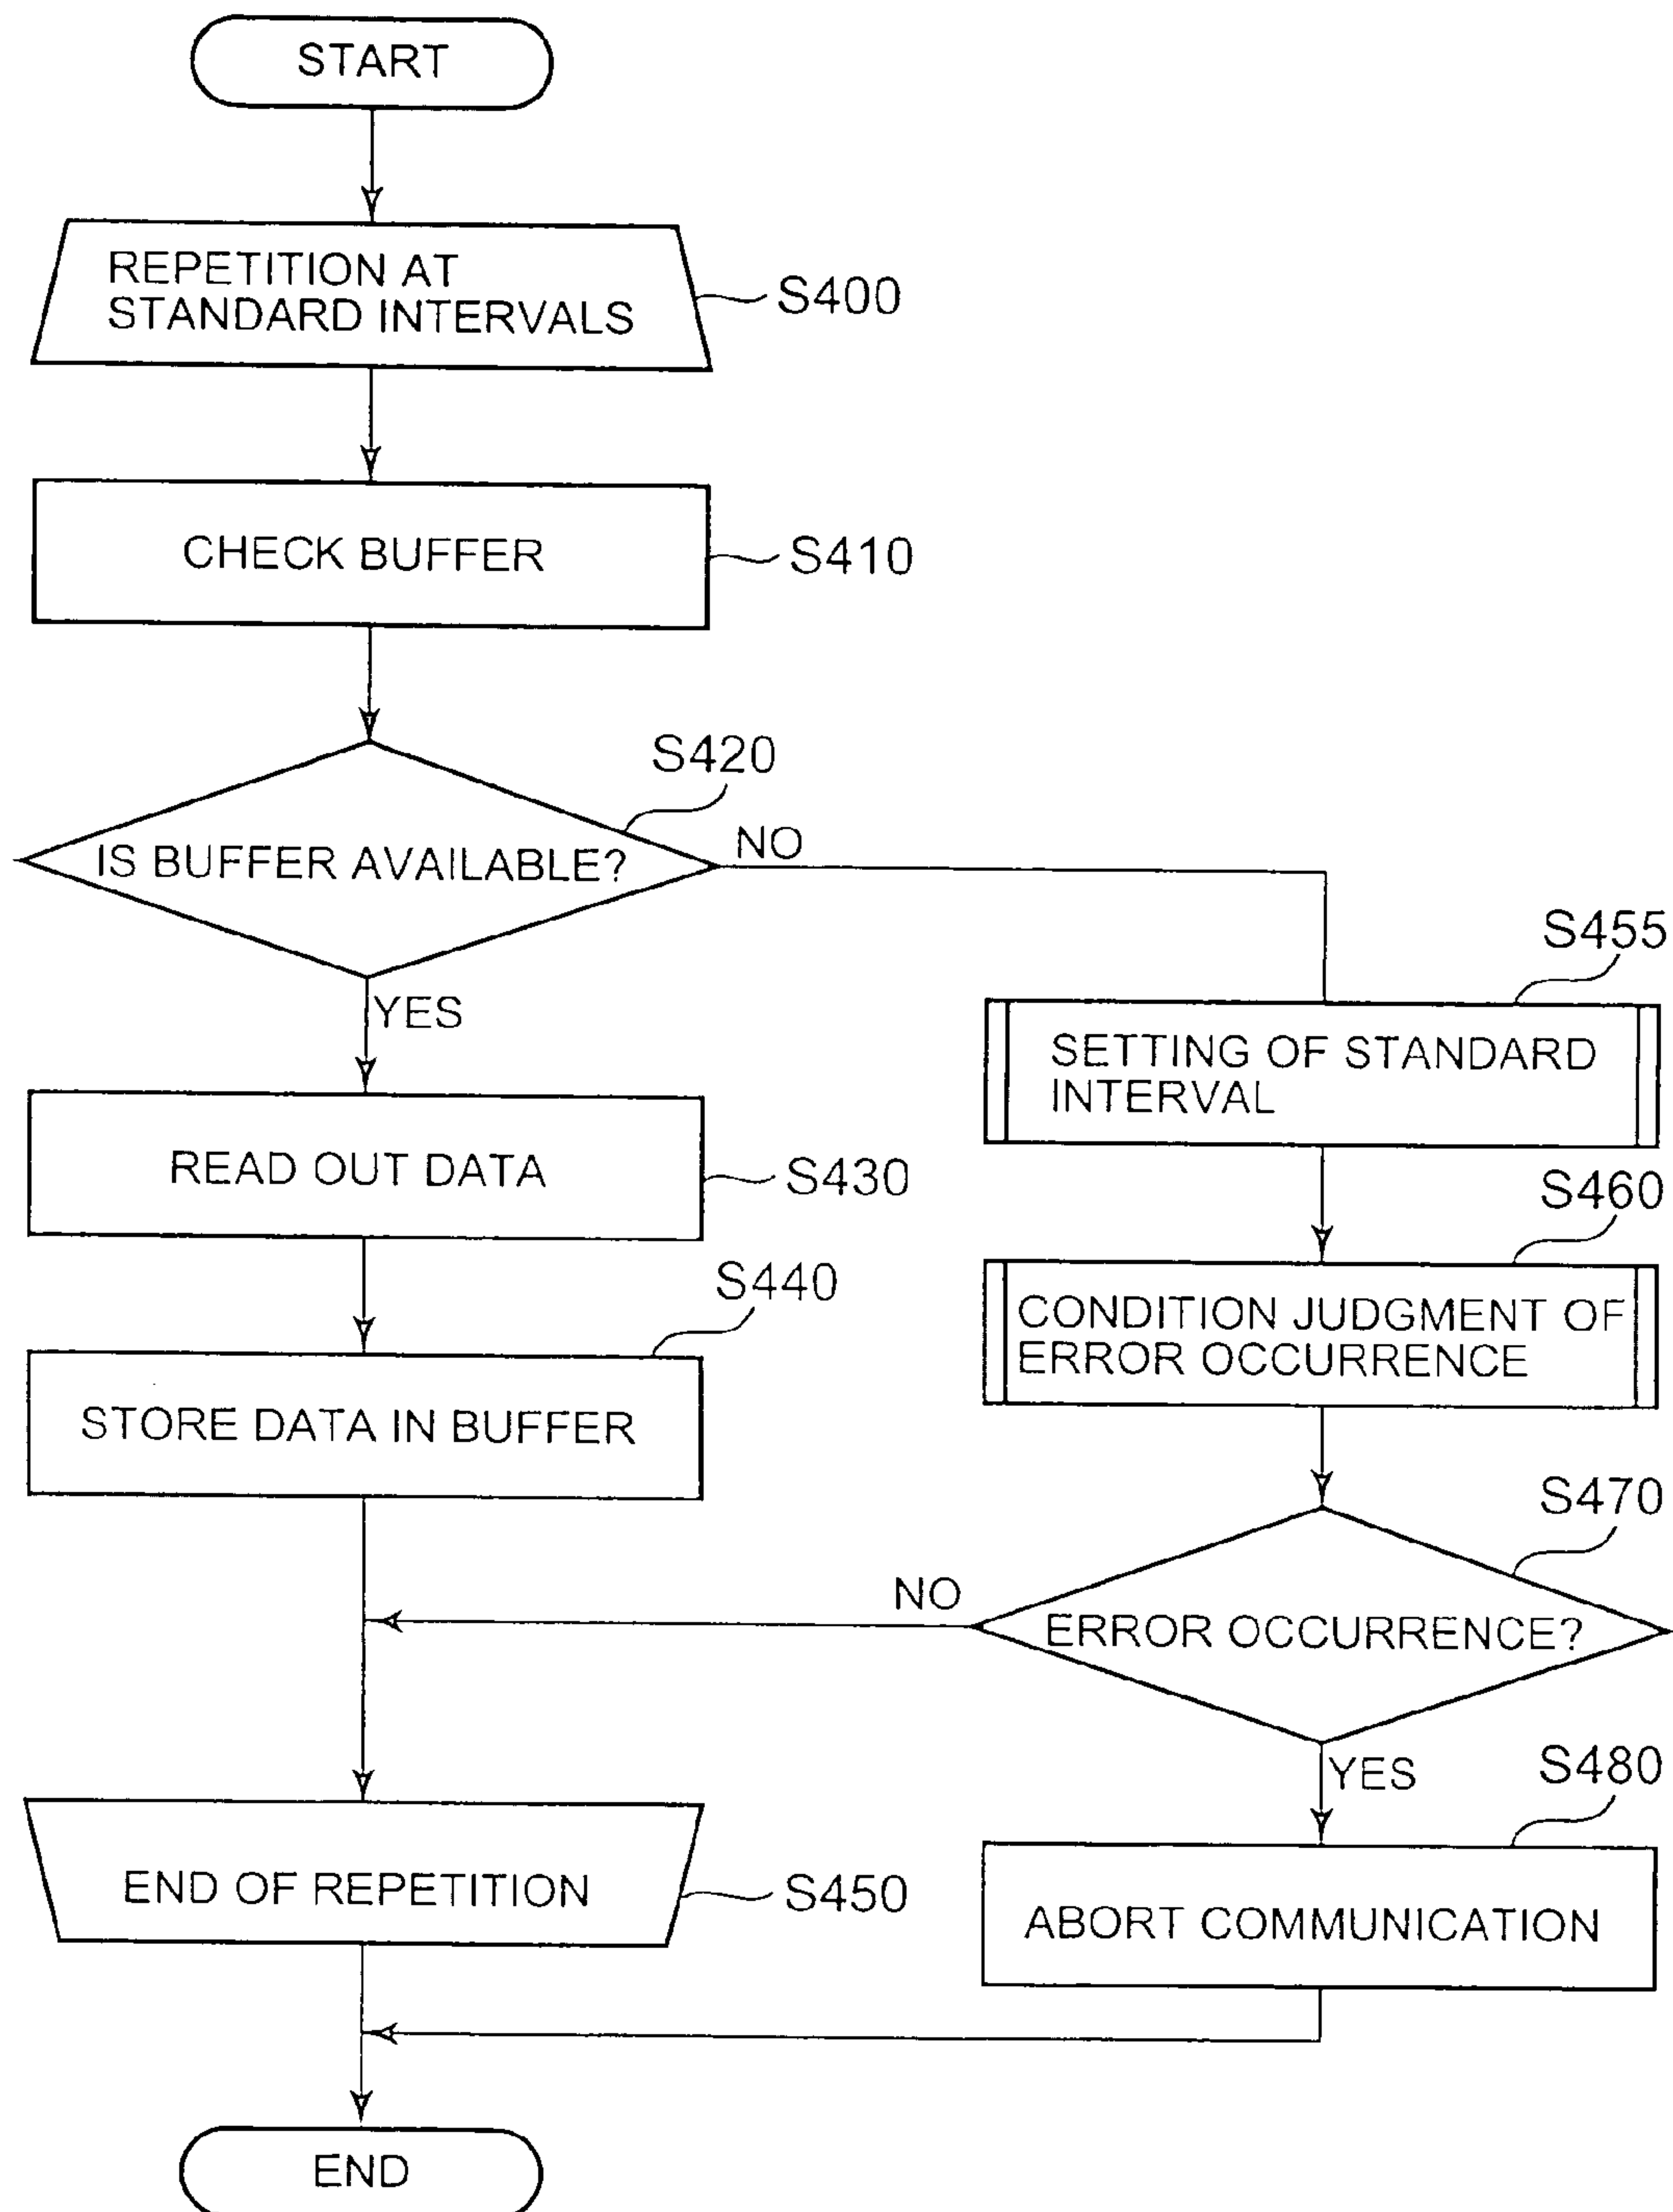 START
REPETITION AT
STANDARD INTERVALS
S400
CHECK BUFFER
S410
S420
IS BUFFER AVAILABLE?
NO
YES
S455
SETTING OF STANDARD
INTERVAL
READ OUT DATA
S430
S460
CONDITION JUDGMENT OF
ERROR OCCURRENCE
S440
STORE DATA IN BUFFER
S470
NO
ERROR OCCURRENCE?
YES
S480
END OF REPETITION
S450
ABORT COMMUNICATION
END